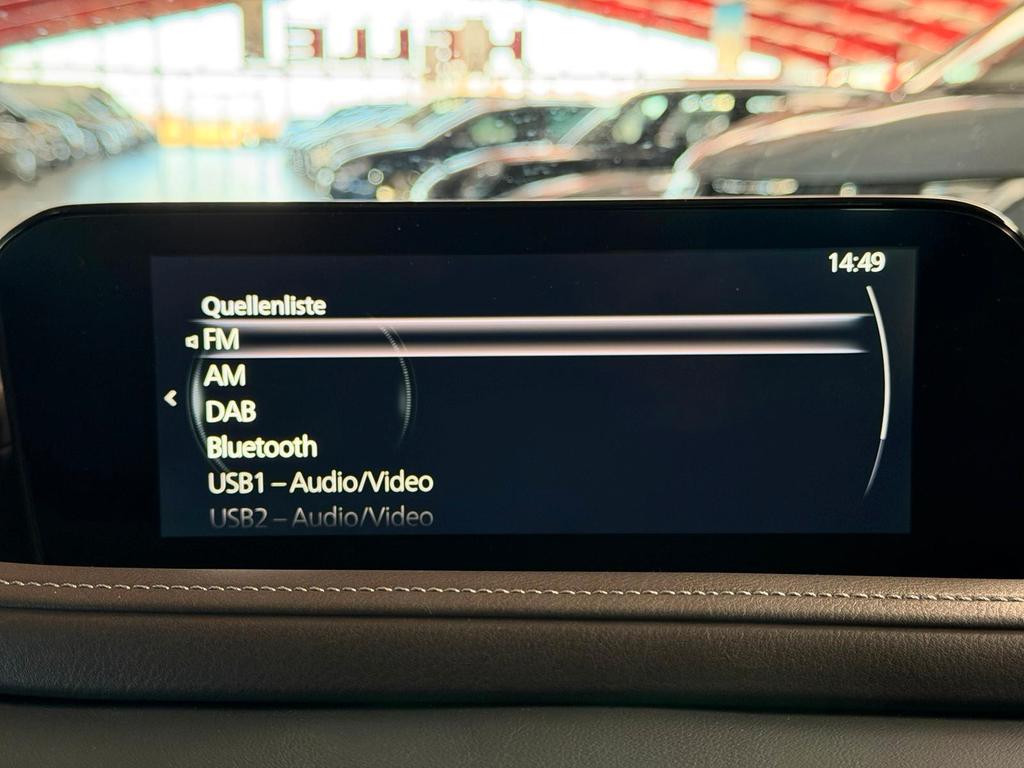 14:49
Quellenliste
FM
AM
DAB
Bluetooth
USB1 – Audio/Video
USB2 – Audio/Video